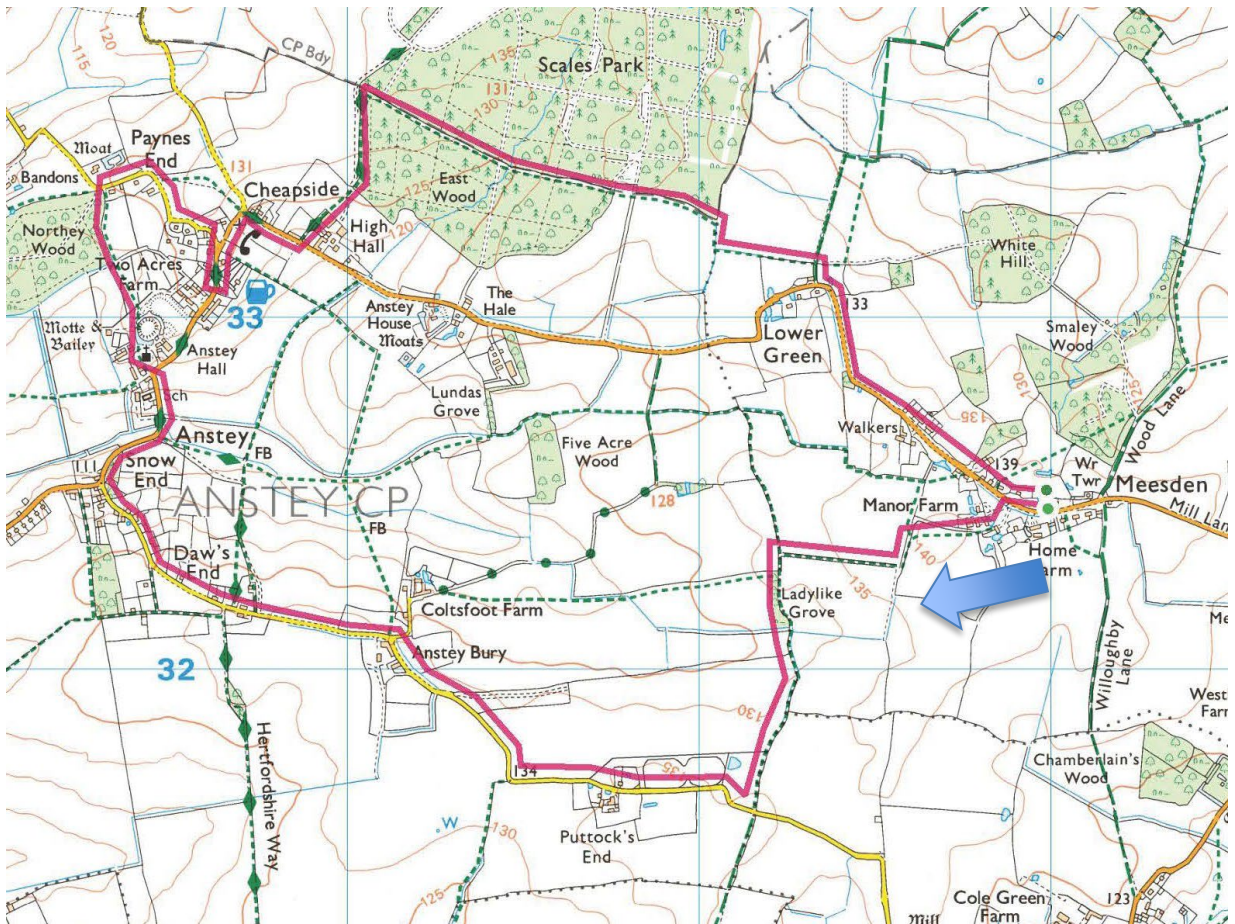 120
115
CP Bdy
135
131
130
Scales Park
Moat
Paynes
End
131
Bandons
Cheapside
125
East
Wood
120
High
Hall
Northey
Wood
White
Hill
Two Acres
Farm
The
Hale
33
Anstey
House
Moats
133
Lower
Green
Smaley
Wood
Motte &
Bailey
Anstey
Hall
Lundas
Grove
130
125
135
Wood Lane
Sch
Walkers
Anstey
FB
Five Acre
Wood
139
Wr
Twr
111
Snow
End
ANSTEY CP
128
Manor Farm
Meesden
Mill Lan
FB
140
Home
Farm
Daw's
End
Coltsfoot Farm
Ladylike
Grove
135
Me
Anstey Bury
32
Willoughby
Lane
West
Farm
130
Hertfordshire Way
134
135
Chamberlain's
Wood
W
130
Puttock's
End
125
Cole Green
Farm
123
Mill